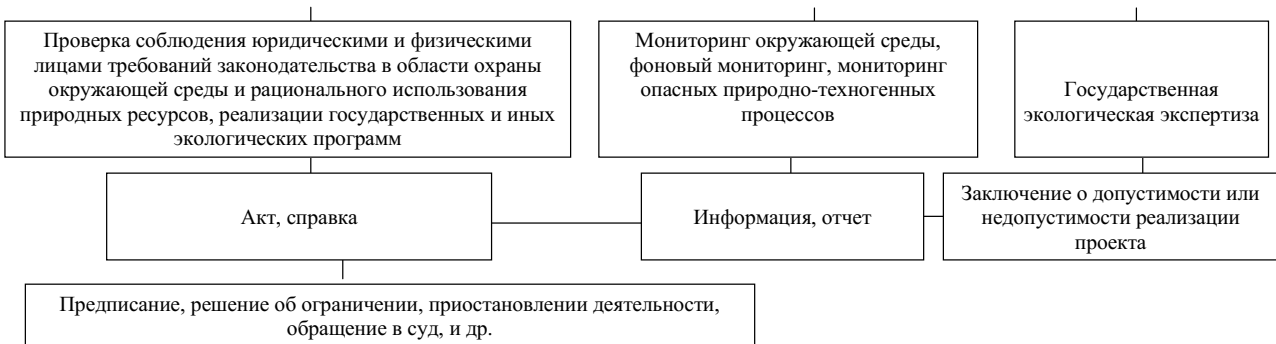 Проверка соблюдения юридическими и физическими
лицами требований законодательства в области охраны
окружающей среды и рационального использования
природных ресурсов, реализации государственных и иных
экологических программ
Мониторинг окружающей среды,
фоновый мониторинг, мониторинг
опасных природно-техногенных
процессов
Государственная
экологическая экспертиза
Акт, справка
Информация, отчет
Заключение о допустимости или
недопустимости реализации
проекта
Предписание, решение об ограничении, приостановлении деятельности,
обращение в суд, и др.